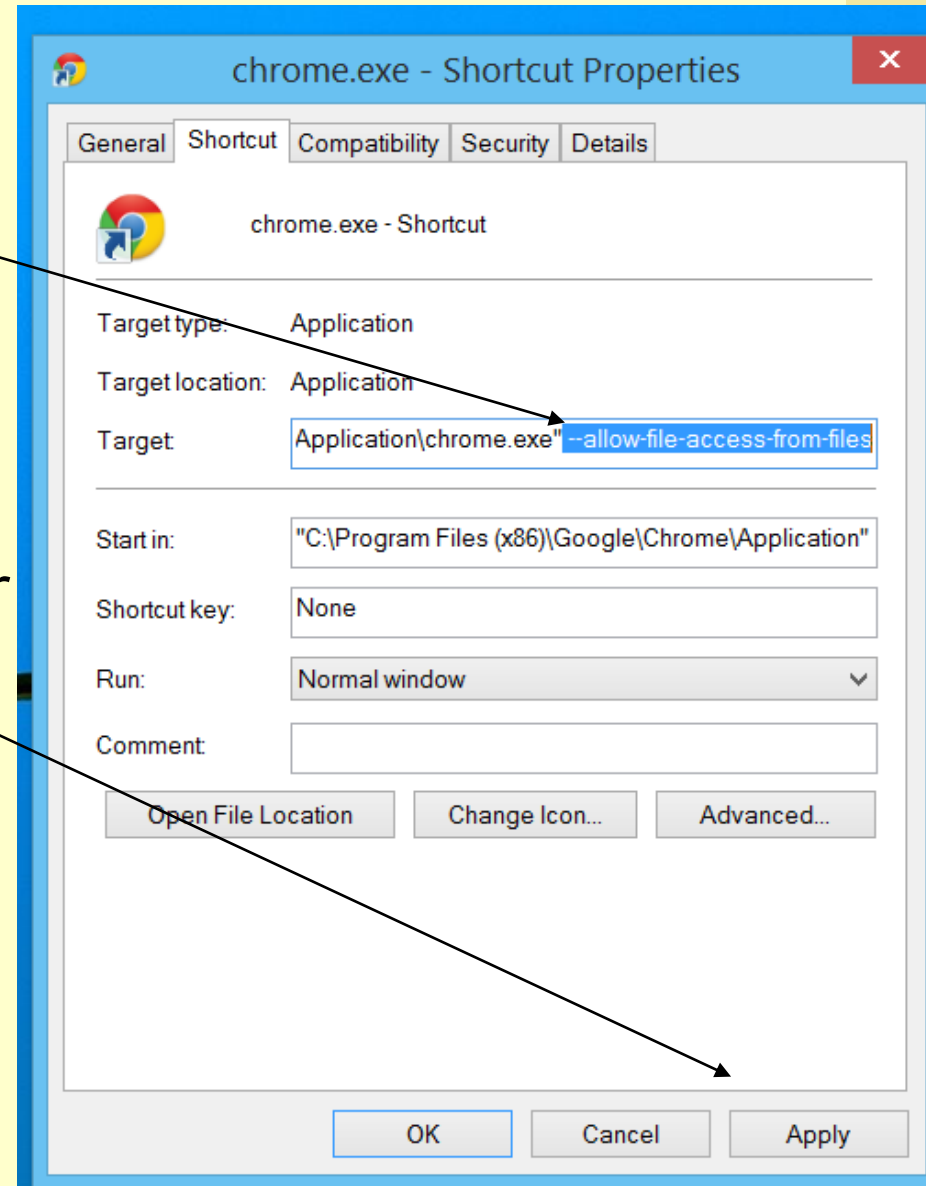 chrome.exe - Shortcut Properties
General Shortcut Compatibility Security Details
chrome.exe - Shortcut
Target type: Application
Target location: Application
Target: Application\chrome.exe" --allow-file-access-from-files
Start in: "C:\Program Files (x86)\Google\Chrome\Application"
Shortcut key: None
Run: Normal window
Comment:
Open File Location Change Icon... Advanced...
OK Cancel Apply